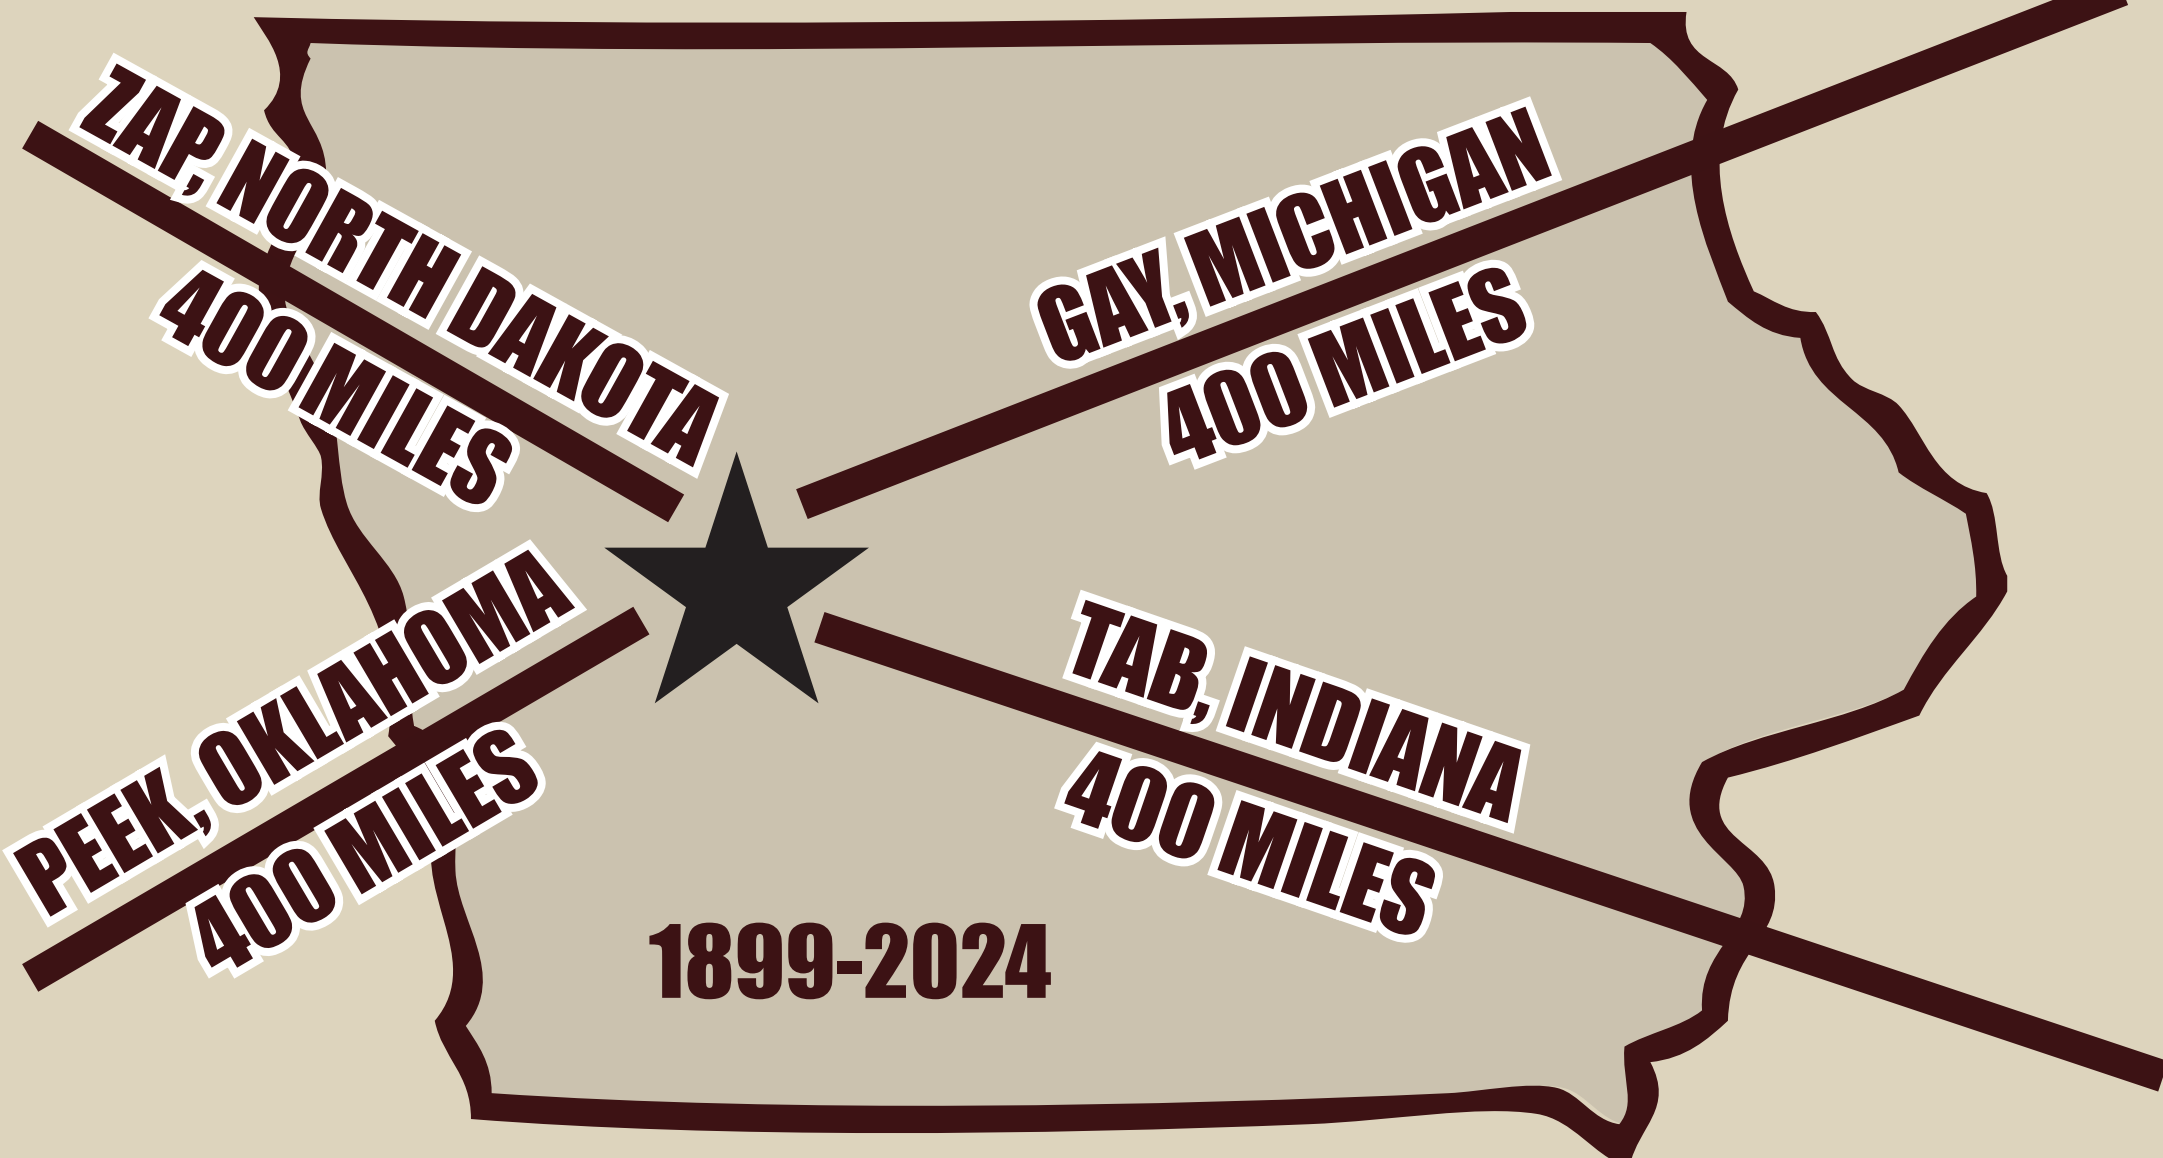 ZAP, NORTH DAKOTA
400 MILES
GAY, MICHIGAN
400 MILES
PEEK, OKLAHOMA
400 MILES
TAB, INDIANA
400 MILES
1899-2024